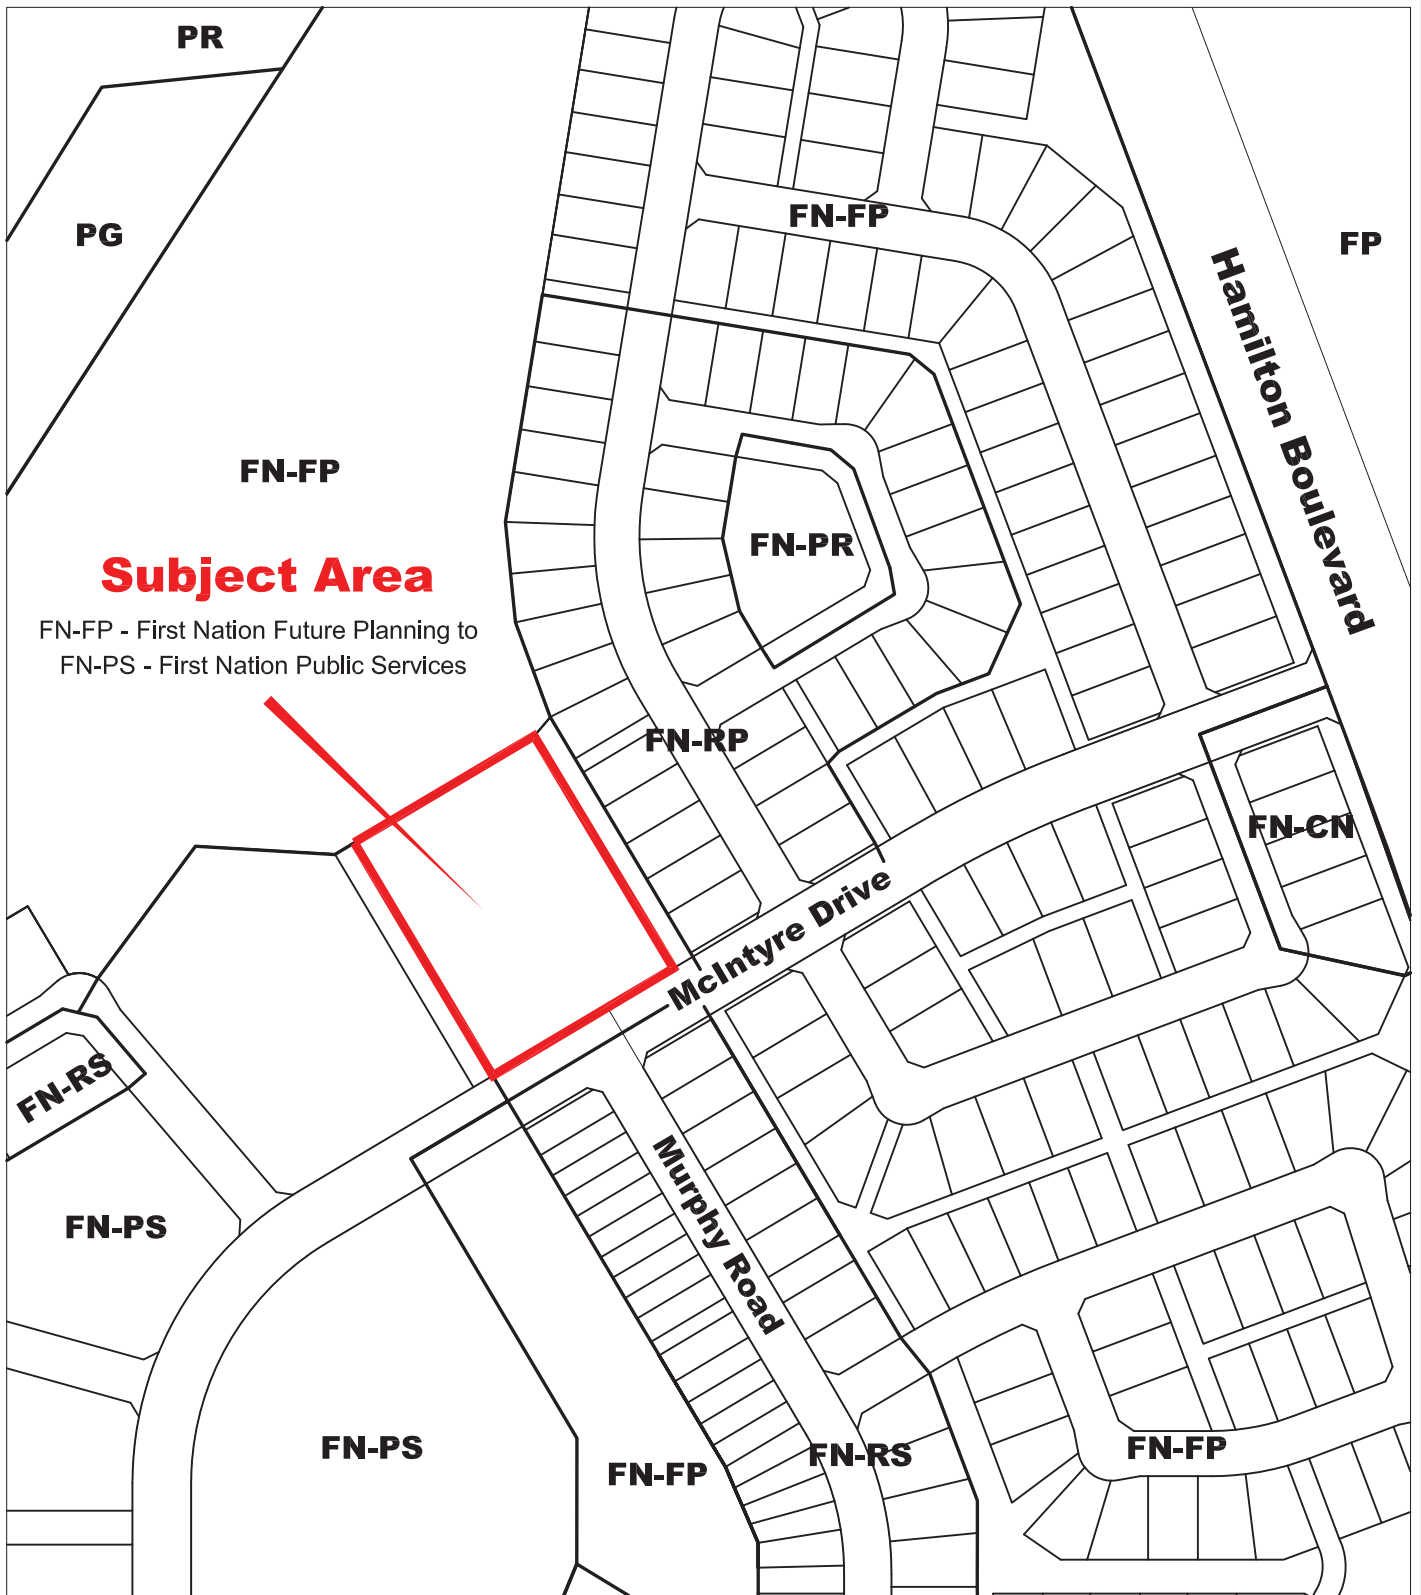 PR
FN-FP
PG
FP
Hamilton Boulevard
FN-FP
FN-PR
Subject Area
FN-FP - First Nation Future Planning to
FN-PS - First Nation Public Services
FN-RP
FN-CN
McIntyre Drive
FN-RS
Murphy Road
FN-PS
FN-PS
FN-FP
FN-RS
FN-FP